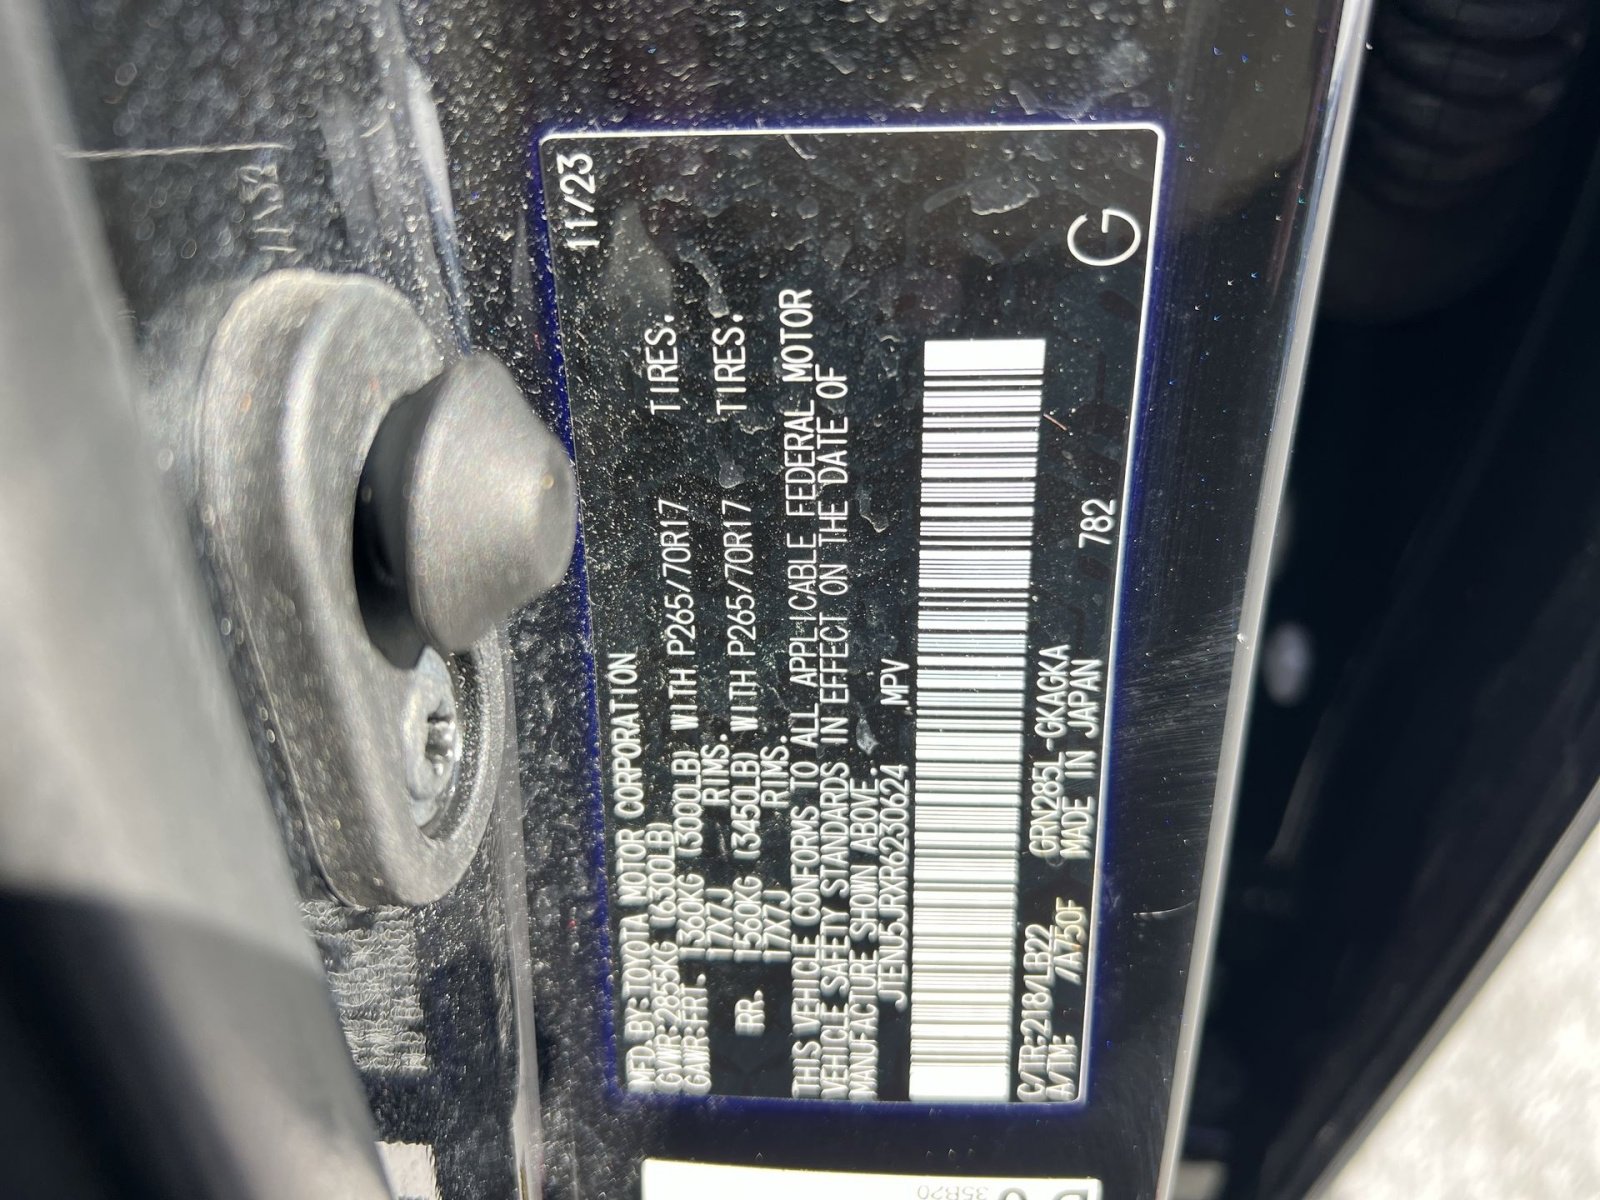 11/23
MFD. BY: TOYOTA MOTOR CORPORATION
GVWR: 2855KG (6300LB)
GAWR: FRT. 1360KG (3000LB) WITH P265/70R17 TIRES.
17X7J RIMS.
RR. 1560KG (3450LB) WITH P265/70R17 TIRES.
17X7J RIMS.
THIS VEHICLE CONFORMS TO ALL APPLICABLE FEDERAL MOTOR
VEHICLE SAFETY STANDARDS IN EFFECT ON THE DATE OF
MANUFACTURE SHOWN ABOVE.
JTENU5JRXR6230624 MPV
C/TR:218/LB22 GRN285L-GKAGKA
A/TM: /A750F MADE IN JAPAN 782
G
35B20